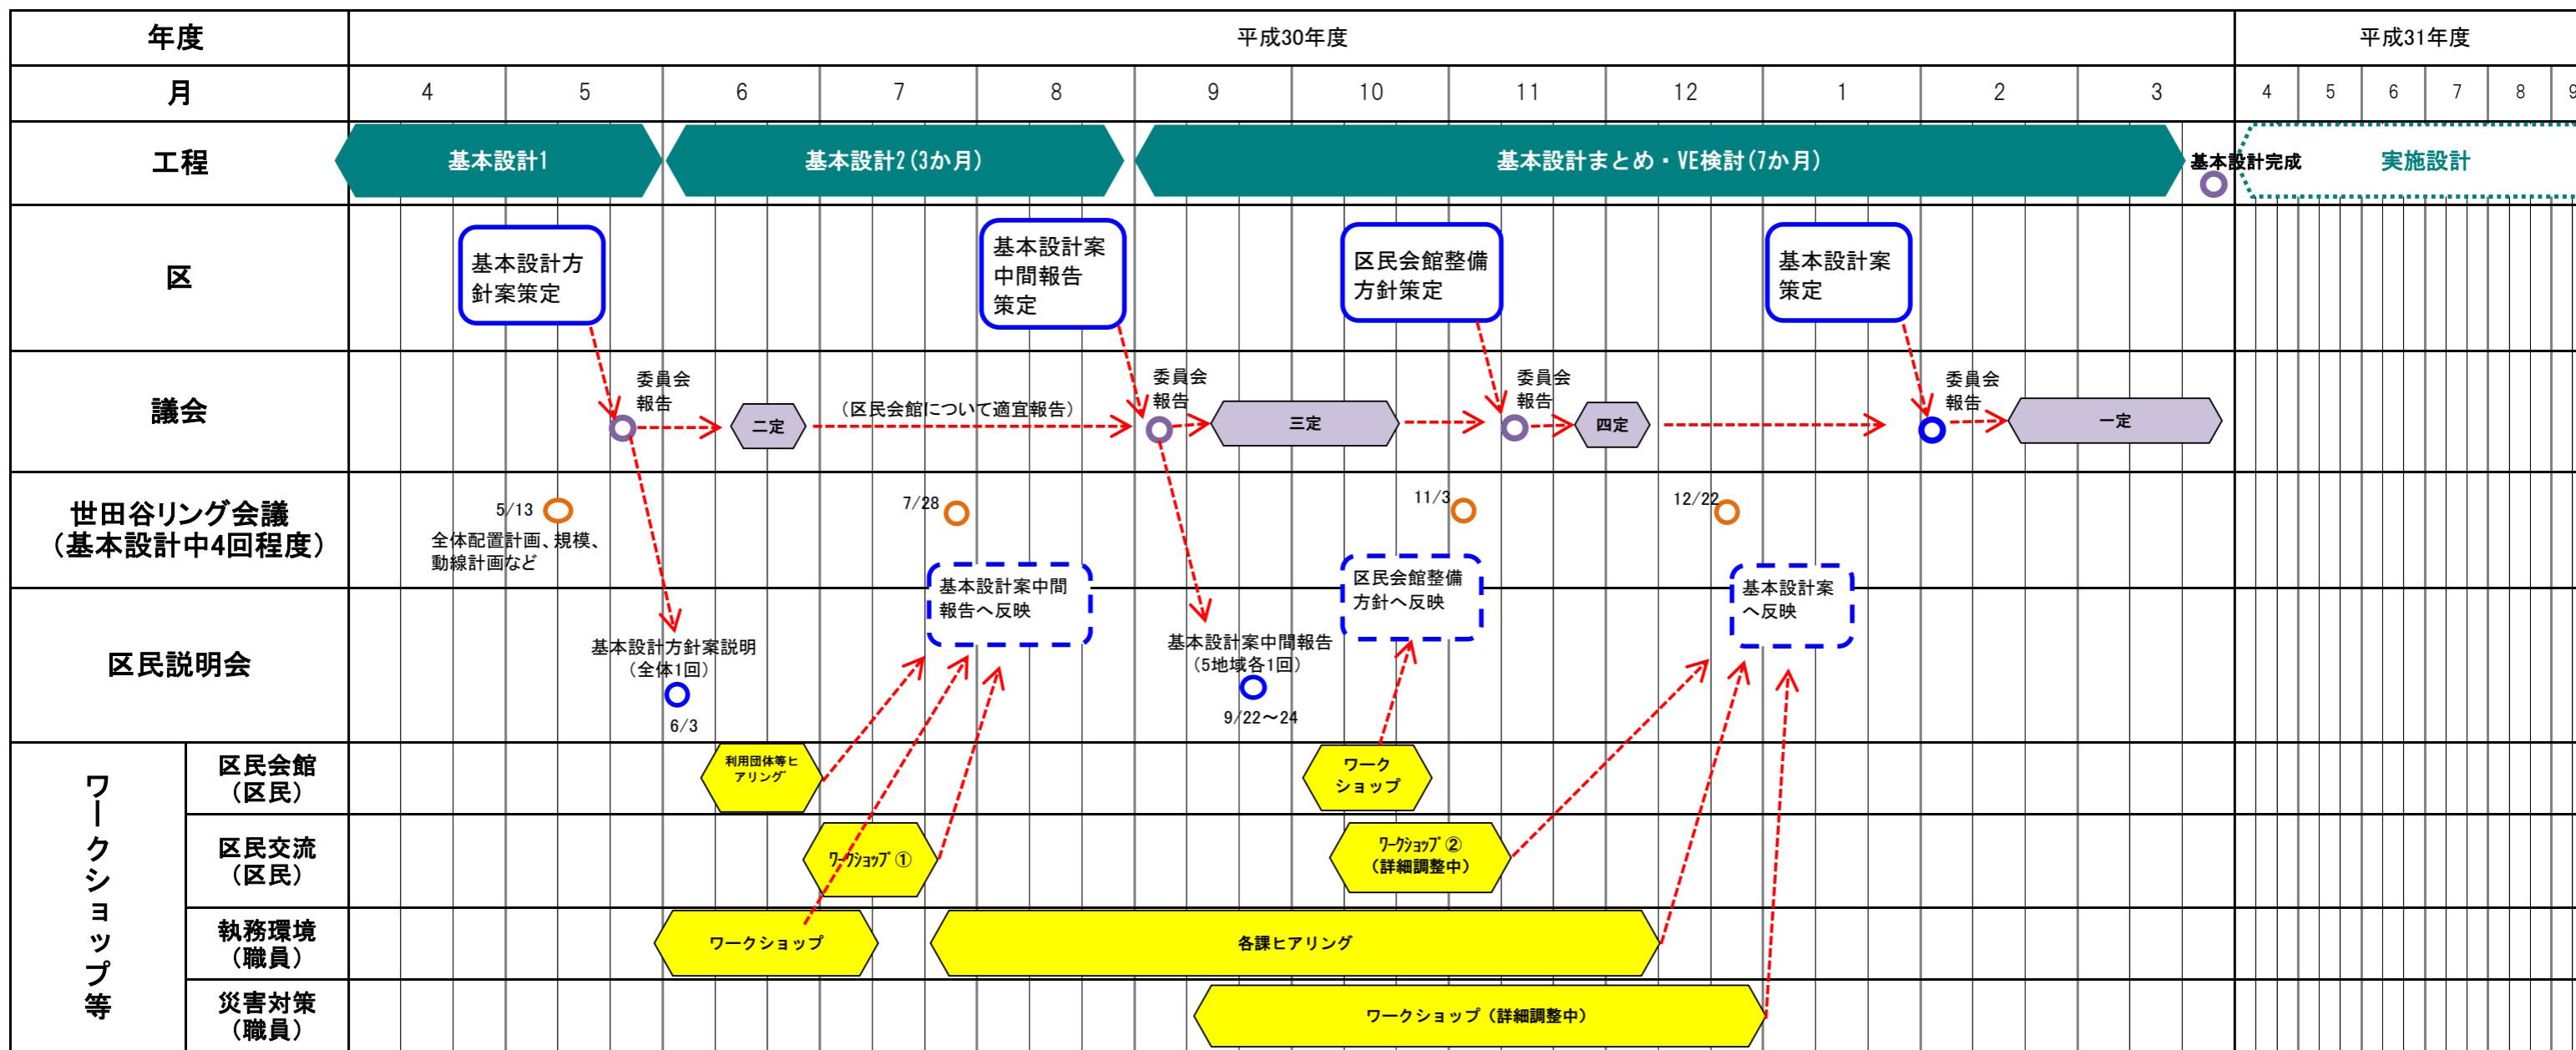 年度
平成30年度
平成31年度
月
4
5
6
7
8
9
10
11
12
1
2
3
4
5
6
7
8
9
工程
基本設計1
基本設計2(3か月)
基本設計まとめ・VE検討(7か月)
基本設計完成
実施設計
区
基本設計方
針案策定
基本設計案
中間報告
策定
区民会館整備
方針策定
基本設計案
策定
議会
委員会
報告
二定
(区民会館について適宜報告)
委員会
報告
三定
委員会
報告
四定
委員会
報告
一定
世田谷リング会議
(基本設計中4回程度)
5/13
全体配置計画、規模、
動線計画など
7/28
11/3
12/22
基本設計案中間
報告へ反映
区民会館整備
方針へ反映
基本設計案
へ反映
区民説明会
基本設計方針案説明
(全体1回)
6/3
基本設計案中間報告
(5地域各1回)
9/22～24
ワークショップ等
区民会館
(区民)
利用団体等ヒ
アリング
ワーク
ショップ
区民交流
(区民)
ﾜｰｸｼｮｯﾌﾟ①
ﾜｰｸｼｮｯﾌﾟ②
(詳細調整中)
執務環境
(職員)
ワークショップ
各課ヒアリング
災害対策
(職員)
ワークショップ(詳細調整中)